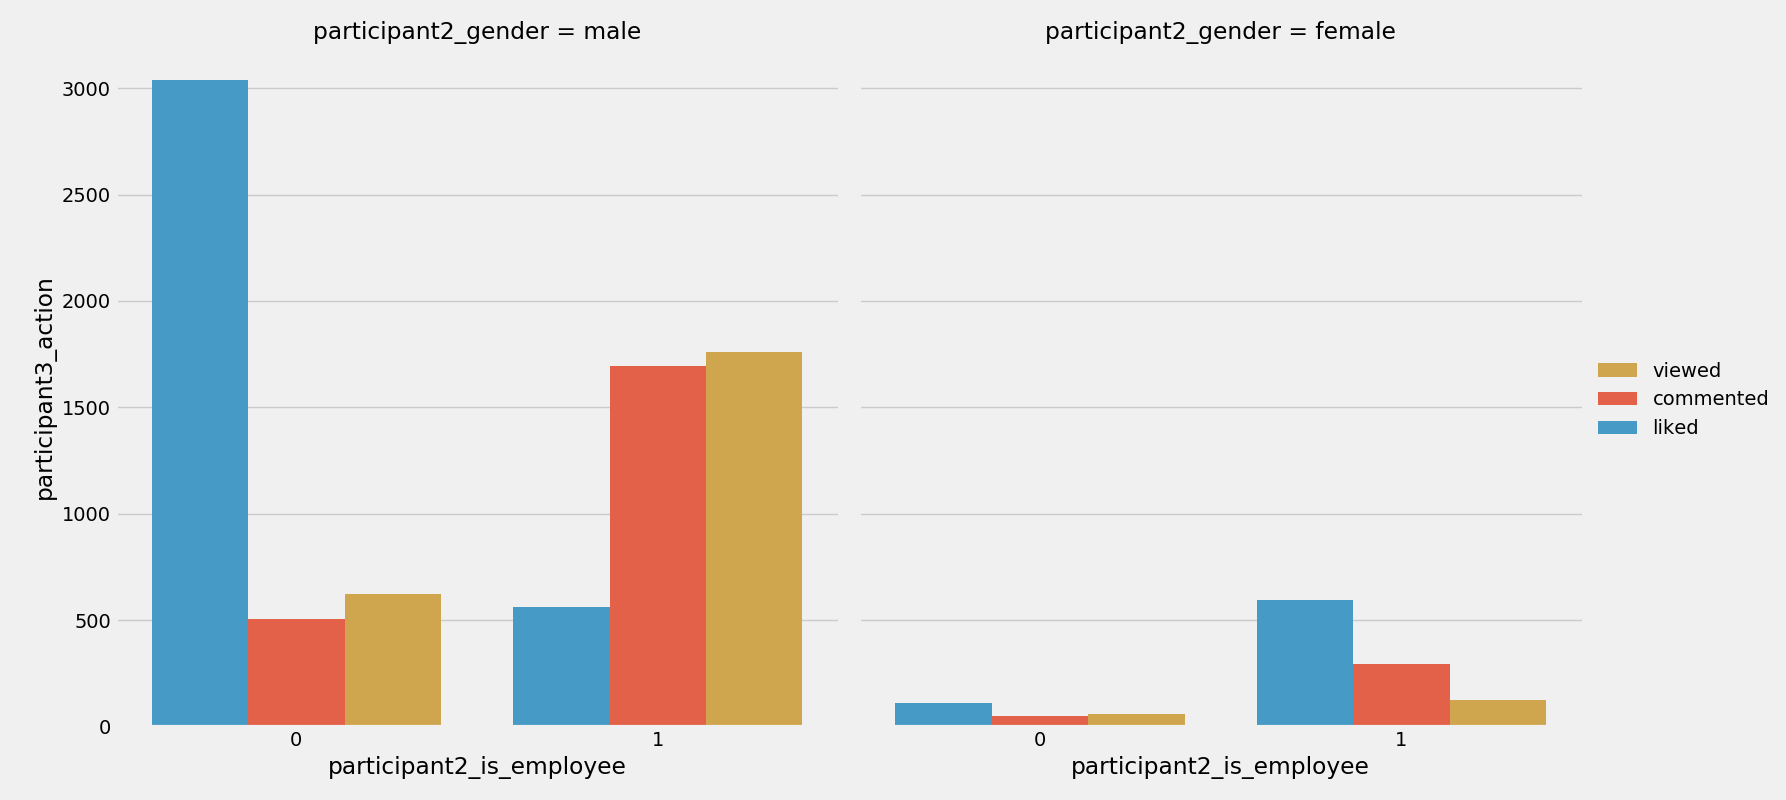 participant2_gender = male
participant2_gender = female
participant3_action
3000
2500
2000
1500
1000
500
0
0
1
participant2_is_employee
0
1
participant2_is_employee
viewed
commented
liked